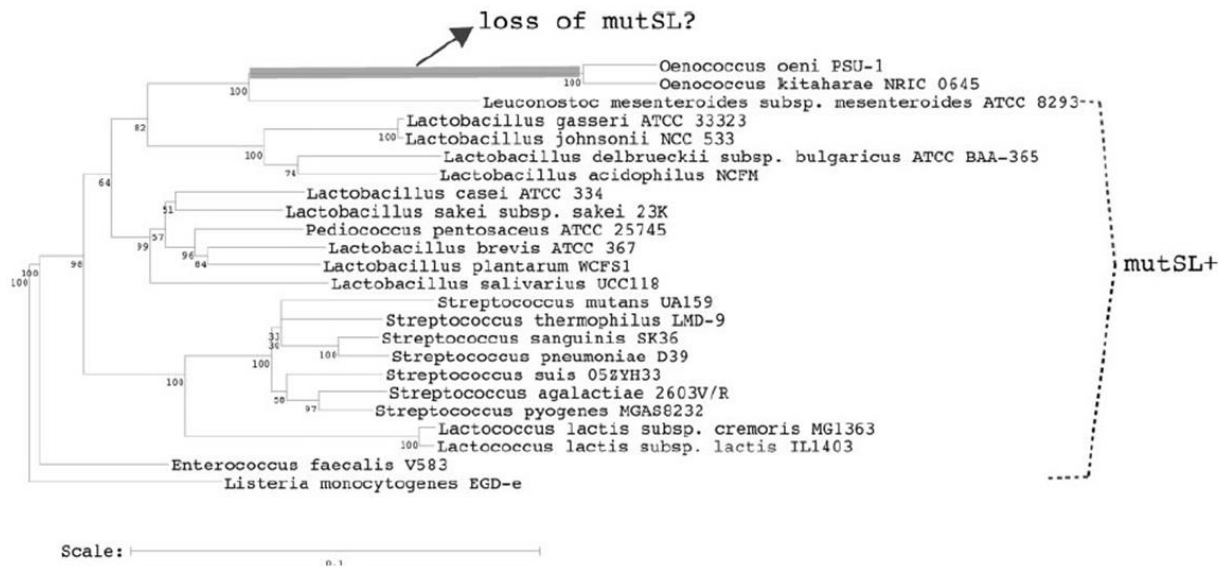 loss of mutSL?
Oenococcus oeni PSU-1
100
Oenococcus kitaharae NRIC 0645
100
Leuconostoc mesenteroides subsp. mesenteroides ATCC 8293
82
Lactobacillus gasseri ATCC 33323
100
Lactobacillus johnsonii NCC 533
100
Lactobacillus delbrueckii subsp. bulgaricus ATCC BAA-365
74
Lactobacillus acidophilus NCFM
64
Lactobacillus casei ATCC 334
51
Lactobacillus sakei subsp. sakei 23K
57
Pediococcus pentosaceus ATCC 25745
99
Lactobacillus brevis ATCC 367
96
84
Lactobacillus plantarum WCFS1
98
mutSL+
100
100
Lactobacillus salivarius UCC118
Streptococcus mutans UA159
Streptococcus thermophilus LMD-9
33
Streptococcus sanguinis SK36
100
Streptococcus pneumoniae D39
100
100
Streptococcus suis 05ZYH33
Streptococcus agalactiae 2603V/R
97
Streptococcus pyogenes MGAS8232
Lactococcus lactis subsp. cremoris MG1363
100
Lactococcus lactis subsp. lactis IL1403
Enterococcus faecalis V583
Listeria monocytogenes EGD-e
Scale:
0.1